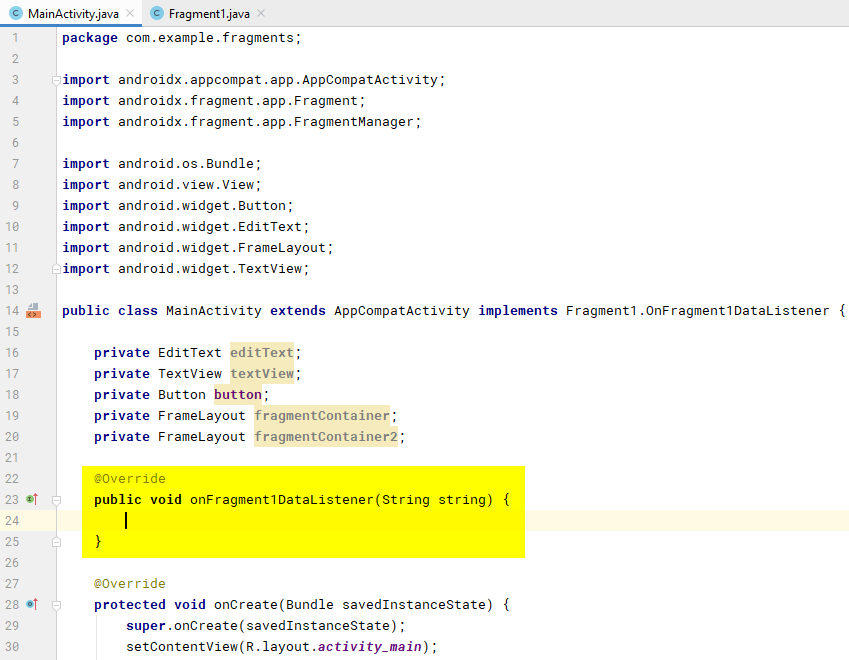 C MainActivity.java × C Fragment1.java ×
1 package com.example.fragments;
2
3 import androidx.appcompat.app.AppCompatActivity;
4 import androidx.fragment.app.Fragment;
5 import androidx.fragment.app.FragmentManager;
6
7 import android.os.Bundle;
8 import android.view.View;
9 import android.widget.Button;
10 import android.widget.EditText;
11 import android.widget.FrameLayout;
12 import android.widget.TextView;
13
14 public class MainActivity extends AppCompatActivity implements Fragment1.OnFragment1DataListener {
15
16 private EditText editText;
17 private TextView textView;
18 private Button button;
19 private FrameLayout fragmentContainer;
20 private FrameLayout fragmentContainer2;
21
22 @Override
23 public void onFragment1DataListener(String string) {
24
25 }
26
27 @Override
28 protected void onCreate(Bundle savedInstanceState) {
29 super.onCreate(savedInstanceState);
30 setContentView(R.layout.activity_main);